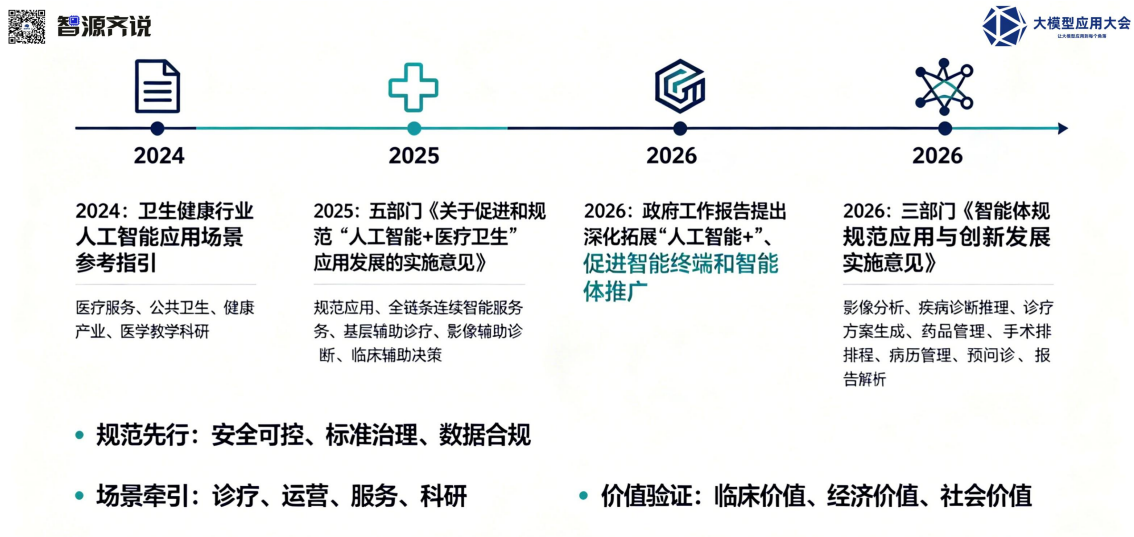 智源齐说
大模型应用大会
让大模型应用到每个角落
2024
2025
2026
2026
2024：卫生健康行业
人工智能应用场景
参考指引
医疗服务、公共卫生、健康
产业、医学教学科研
2025：五部门《关于促进和规
范“人工智能+医疗卫生”
应用发展的实施意见》
规范应用、全链条连续智能服务
务、基层辅助诊疗、影像辅助诊
断、临床辅助决策
2026：政府工作报告提出
深化拓展“人工智能+”、
促进智能终端和智能
体推广
2026：三部门《智能体规
规范应用与创新发展
实施意见》
影像分析、疾病诊断推理、诊疗
方案生成、药品管理、手术排
排程、病历管理、预问诊、报
告解析
规范先行：安全可控、标准治理、数据合规
场景牵引：诊疗、运营、服务、科研
价值验证：临床价值、经济价值、社会价值